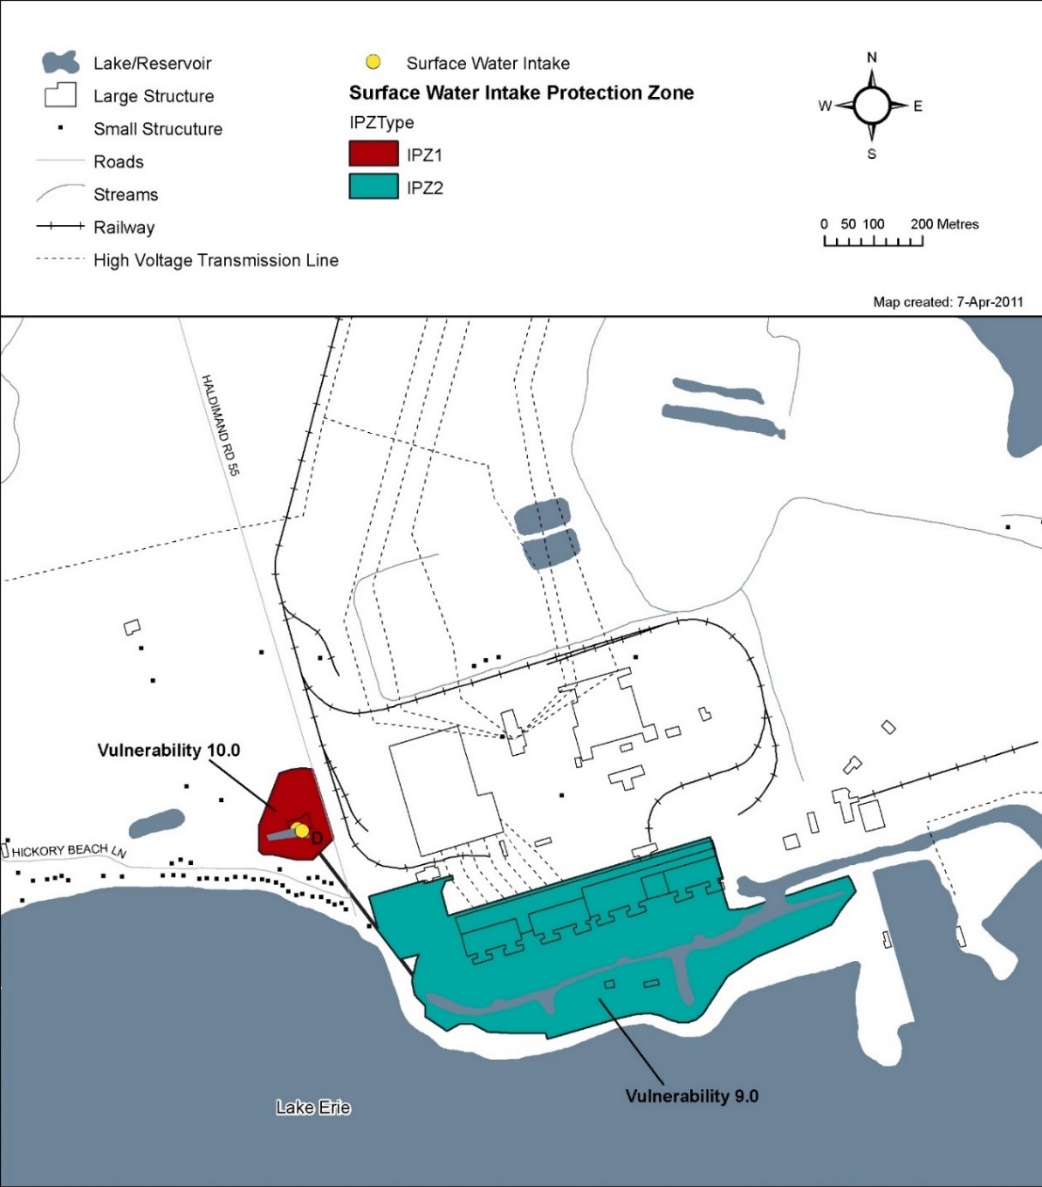 Lake/Reservoir
Large Structure
Small Strucuture
Roads
Streams
Railway
High Voltage Transmission Line
Surface Water Intake
Surface Water Intake Protection Zone
IPZType
IPZ1
IPZ2
N
W E
S
0 50 100 200 Metres
Map created: 7-Apr-2011
HALDIMAND RD 55
Vulnerability 10.0
D
HICKORY BEACH LN
Vulnerability 9.0
Lake Erie